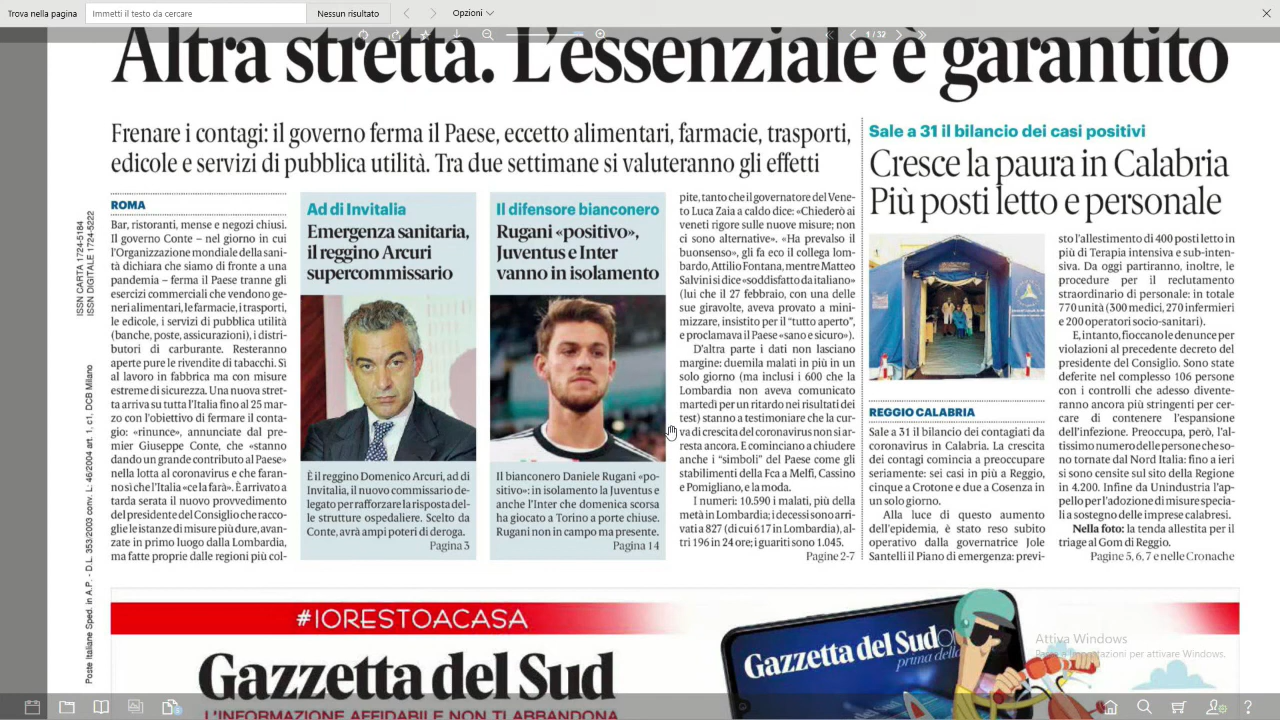 Trova nella pagina
Immetti il testo da cercare
Nessun risultato
Opzioni
1 / 32
Altra stretta. L'essenziale è garantito
Frenare i contagi: il governo ferma il Paese, eccetto alimentari, farmacie, trasporti,
edicole e servizi di pubblica utilità. Tra due settimane si valuteranno gli effetti
ISSN CARTA 1724-5184
ISSN DIGITALE 1724-5222
Poste Italiane Sped. in A.P. - D.L. 353/2003 conv. L: 46/2004 art. 1, c1, DCB Milano
ROMA
Bar, ristoranti, mense e negozi chiusi.
Il governo Conte – nel giorno in cui
l'Organizzazione mondiale della sani-
tà dichiara che siamo di fronte a una
pandemia – ferma il Paese tranne gli
esercizi commerciali che vendono ge-
neri alimentari, le farmacie, i trasporti,
le edicole, i servizi di pubblica utilità
(banche, poste, assicurazioni), i distri-
butori di carburante. Resteranno
aperte pure le rivendite di tabacchi. Sì
al lavoro in fabbrica ma con misure
estreme di sicurezza. Una nuova stret-
ta arriva su tutta l'Italia fino al 25 mar-
zo con l'obiettivo di fermare il conta-
gio: «rinunce», annunciate dal pre-
mier Giuseppe Conte, che «stanno
dando un grande contributo al Paese»
nella lotta al coronavirus e che faran-
no sì che l'Italia «ce la farà». È arrivato a
tarda serata il nuovo provvedimento
del presidente del Consiglio che racco-
glie le istanze di misure più dure, avan-
zate in primo luogo dalla Lombardia,
ma fatte proprie dalle regioni più col-
Ad di Invitalia
Emergenza sanitaria,
il reggino Arcuri
supercommissario
È il reggino Domenico Arcuri, ad di
Invitalia, il nuovo commissario de-
legato per rafforzare la risposta del-
le strutture ospedaliere. Scelto da
Conte, avrà ampi poteri di deroga.
Pagina 3
Il difensore bianconero
Rugani «positivo»,
Juventus e Inter
vanno in isolamento
Il bianconero Daniele Rugani «po-
sitivo»: in isolamento la Juventus e
anche l'Inter che domenica scorsa
ha giocato a Torino a porte chiuse.
Rugani non in campo ma presente.
Pagina 14
pite, tanto che il governatore del Vene-
to Luca Zaia a caldo dice: «Chiederò ai
veneti rigore sulle nuove misure; non
ci sono alternative». «Ha prevalso il
buonsenso», gli fa eco il collega lom-
bardo, Attilio Fontana, mentre Matteo
Salvini si dice «soddisfatto da italiano»
(lui che il 27 febbraio, con una delle
sue giravolte, aveva provato a mini-
mizzare, insistito per il "tutto aperto",
e proclamava il Paese «sano e sicuro»).
D'altra parte i dati non lasciano
margine: duemila malati in più in un
solo giorno (ma inclusi i 600 che la
Lombardia non aveva comunicato
martedì per un ritardo nei risultati dei
test) stanno a testimoniare che la cur-
va di crescita del coronavirus non si ar-
resta ancora. E cominciano a chiudere
anche i "simboli" del Paese come gli
stabilimenti della Fca a Melfi, Cassino
e Pomigliano, e la moda.
I numeri: 10.590 i malati, più della
metà in Lombardia; i decessi sono arri-
vati a 827 (di cui 617 in Lombardia), al-
tri 196 in 24 ore; i guariti sono 1.045.
Pagine 2-7
Sale a 31 il bilancio dei casi positivi
Cresce la paura in Calabria
Più posti letto e personale
REGGIO CALABRIA
Sale a 31 il bilancio dei contagiati da
coronavirus in Calabria. La crescita
dei contagi comincia a preoccupare
seriamente: sei casi in più a Reggio,
cinque a Crotone e due a Cosenza in
un solo giorno.
Alla luce di questo aumento
dell'epidemia, è stato reso subito
operativo dalla governatrice Jole
Santelli il Piano di emergenza: previ-
sto l'allestimento di 400 posti letto in
più di Terapia intensiva e sub-inten-
siva. Da oggi partiranno, inoltre, le
procedure per il reclutamento
straordinario di personale: in totale
770 unità (300 medici, 270 infermieri
e 200 operatori socio-sanitari).
E, intanto, fioccano le denunce per
violazioni al precedente decreto del
presidente del Consiglio. Sono state
deferite nel complesso 106 persone
con i controlli che adesso divente-
ranno ancora più stringenti per cer-
care di contenere l'espansione
dell'infezione. Preoccupa, però, l'al-
tissimo numero delle persone che so-
no tornate dal Nord Italia: fino a ieri
si sono censite sul sito della Regione
in 4.200. Infine da Unindustria l'ap-
pello per l'adozione di misure specia-
li a sostegno delle imprese calabresi.
Nella foto: la tenda allestita per il
triage al Gom di Reggio.
Pagine 5, 6, 7 e nelle Cronache
#IORESTOACASA
Gazzetta del Sud
L'INFORMAZIONE AFFIDABILE NON TI ABBANDONA
Gazzetta del Sud
prima della
Attiva Windows
Passa a Impostazioni per attivare Windows.